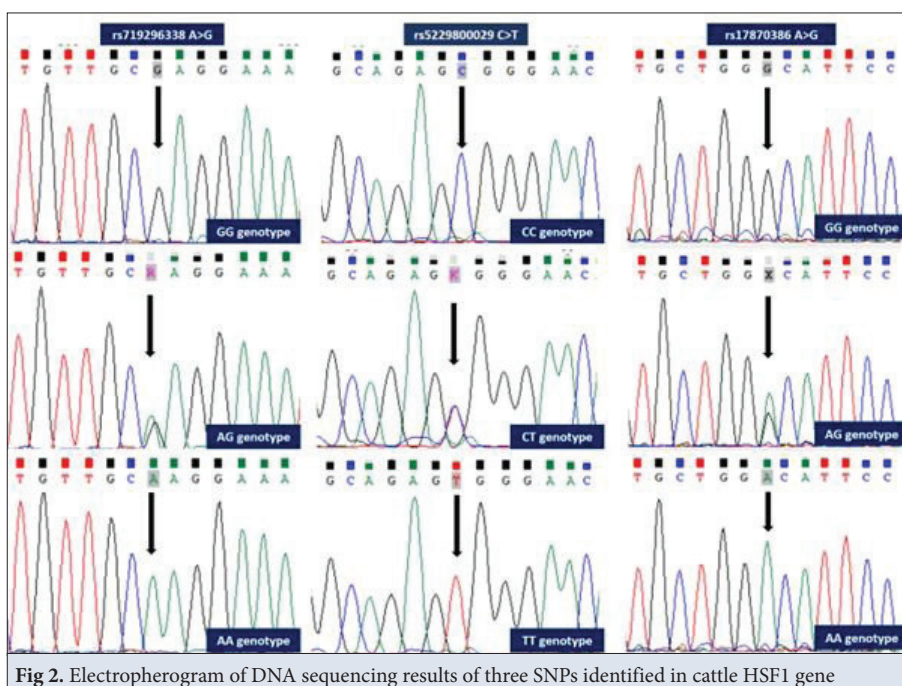 rs719296338 A>G
rs5229800029 C>T
rs17870386 A>G
T G T T G C G A G G A A A
G C A G A G C G G G A A C
T G C T G G G C A T T C C
GG genotype
CC genotype
GG genotype
T G T T G C A A G G A A A
G C A G A G K G G G A A C
T G C T G G X C A T T C C
AG genotype
CT genotype
AG genotype
T G T T G C A A G G A A A
G C A G A G T G G G A A C
T G C T G G A C A T T C C
AA genotype
TT genotype
AA genotype
Fig 2. Electropherogram of DNA sequencing results of three SNPs identified in cattle HSF1 gene